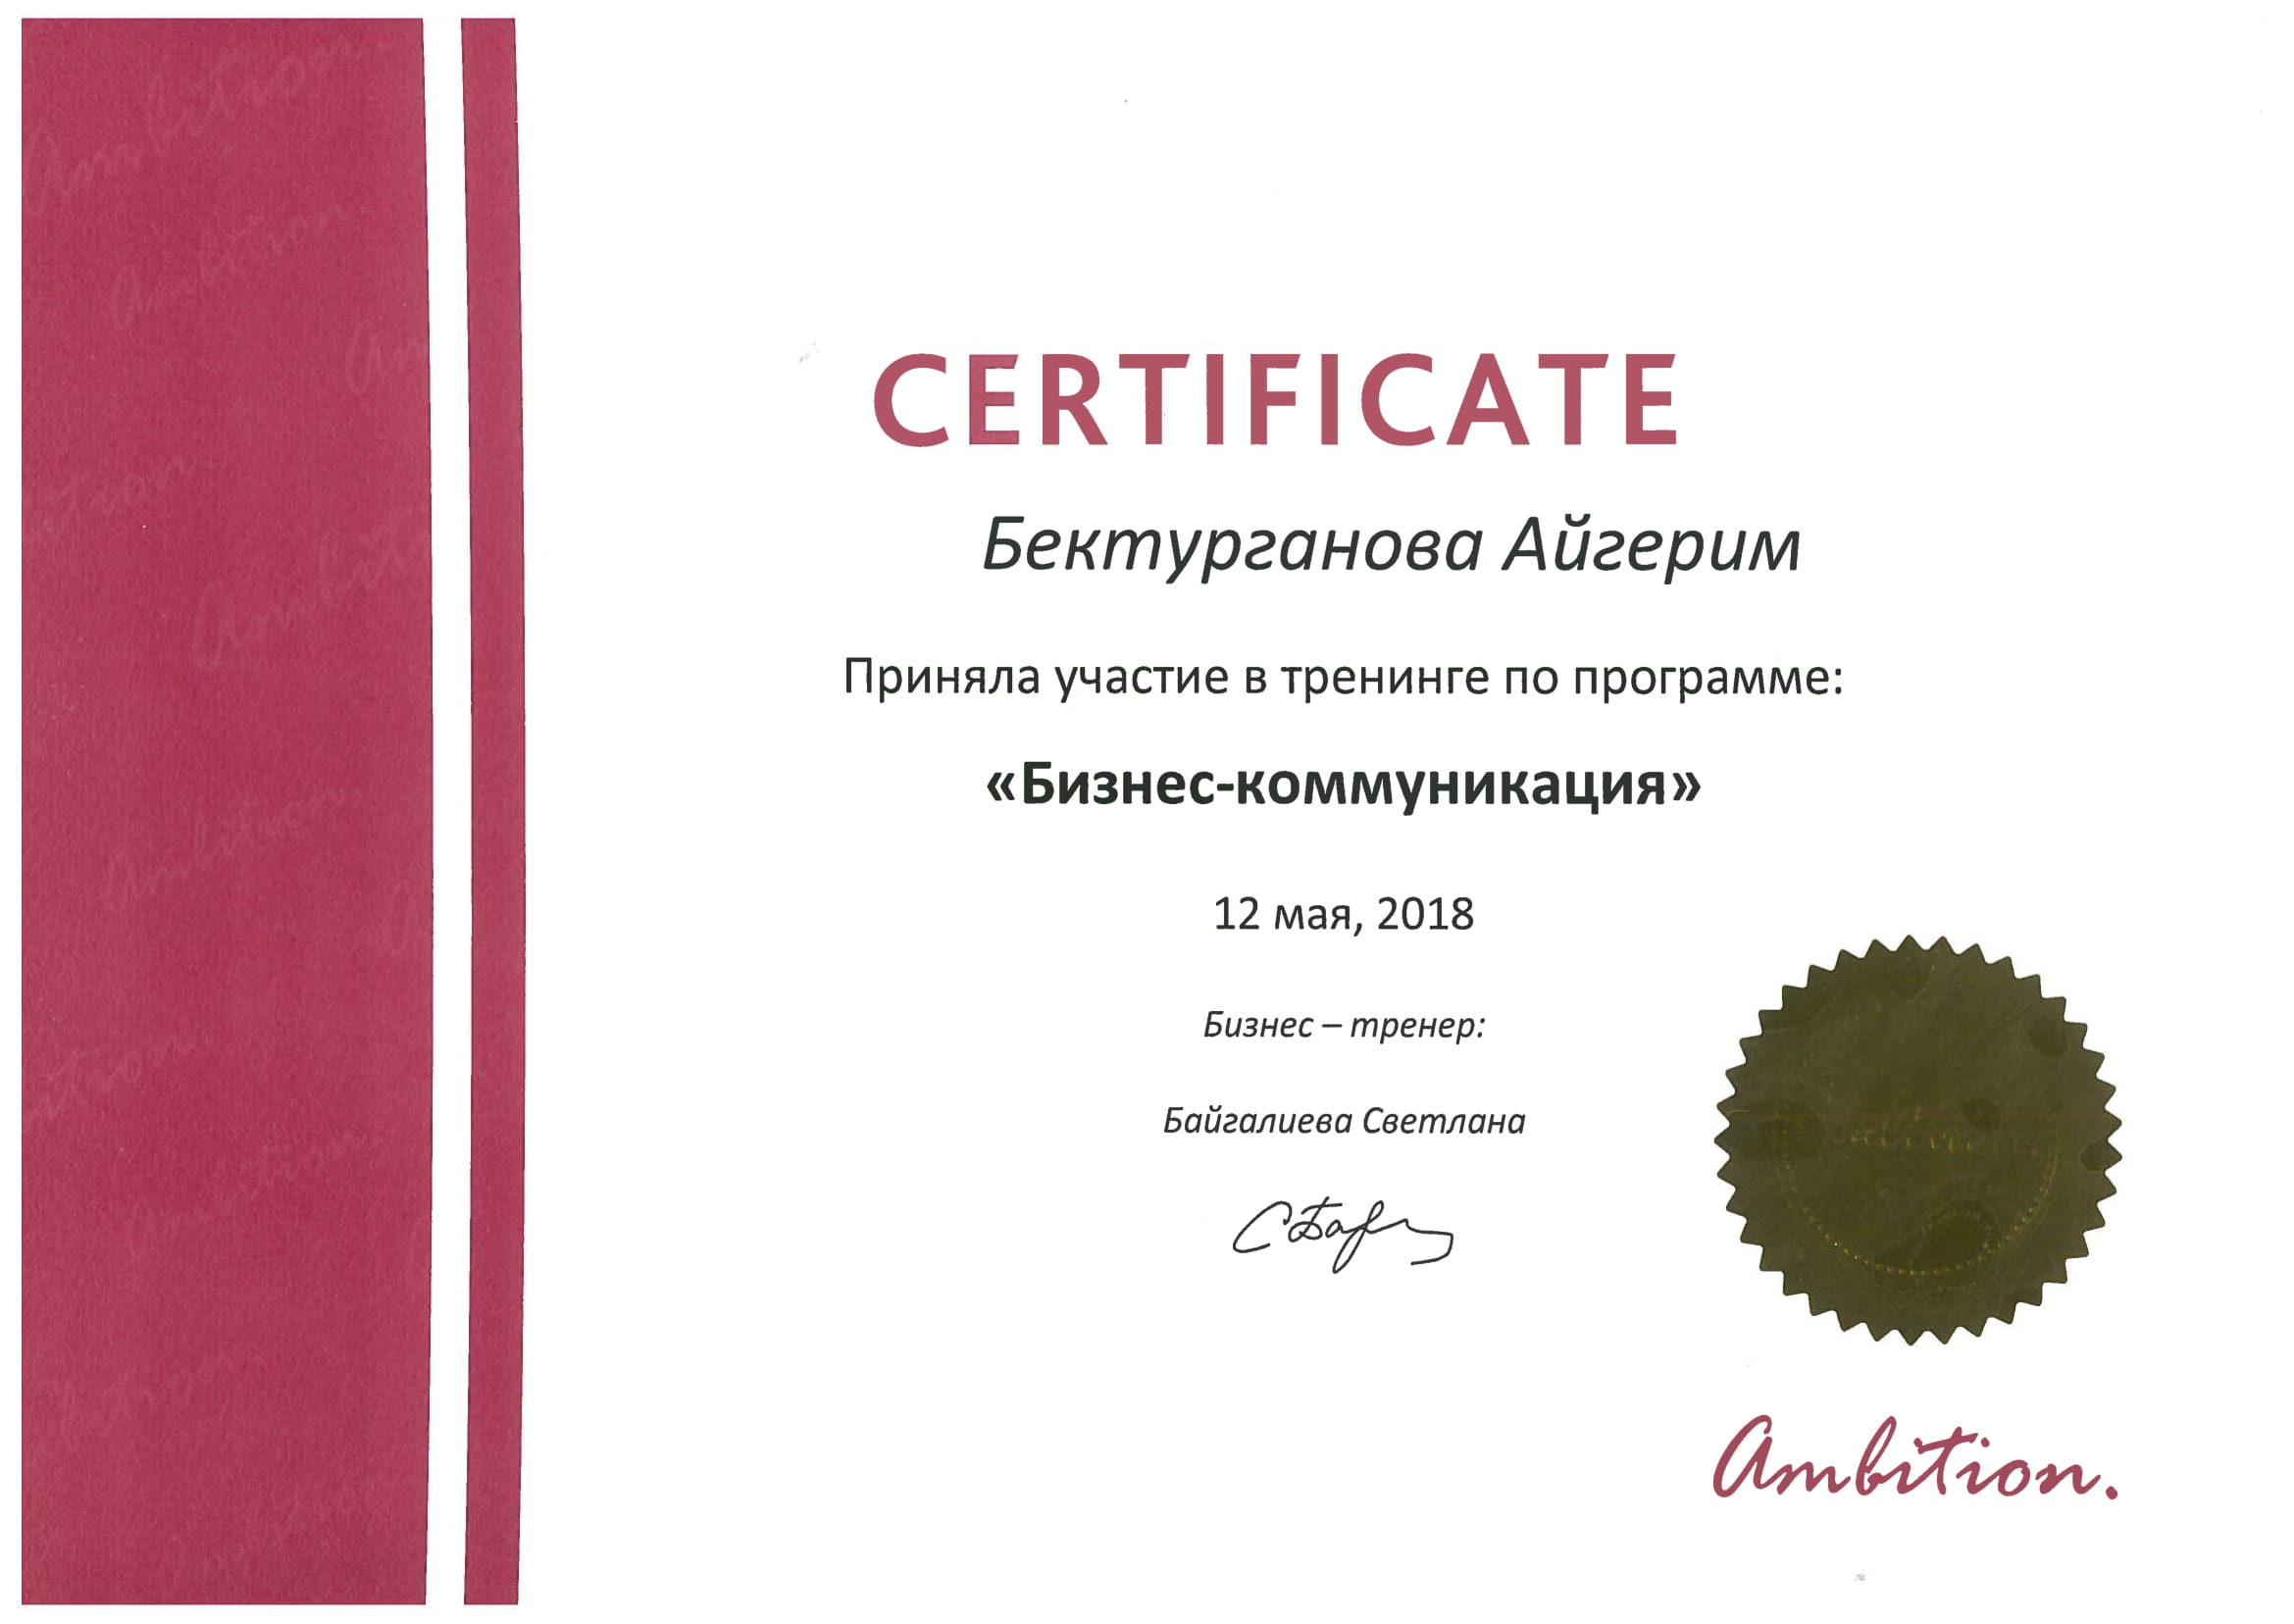 CERTIFICATE
Бектурганова Айгерим
Приняла участие в тренинге по программе:
«Бизнес-коммуникация»
12 мая, 2018
Бизнес – тренер:
Байгалиева Светлана
Ambition.